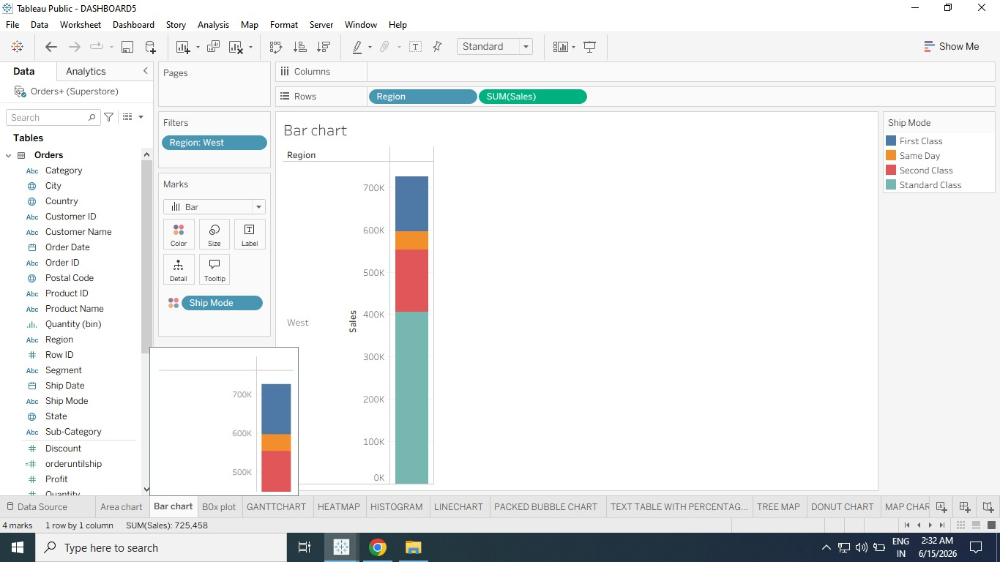 Tableau Public - DASHBOARD5
File Data Worksheet Dashboard Story Analysis Map Format Server Window Help
Standard
Show Me
Data Analytics
Orders+ (Superstore)
Search
Tables
Orders
Category
City
Country
Customer ID
Customer Name
Order Date
Order ID
Postal Code
Product ID
Product Name
Quantity (bin)
Region
Row ID
Segment
Ship Date
Ship Mode
State
Sub-Category
Discount
orderuntilship
Profit
Quantity
Pages
Filters
Region: West
Marks
Bar
Color Size Label
Detail Tooltip
Ship Mode
Columns
Rows Region SUM(Sales)
Bar chart
Region
700K
600K
500K
400K
300K
200K
100K
0K
Sales
West
700K
600K
500K
Ship Mode
First Class
Same Day
Second Class
Standard Class
Data Source Area chart Bar chart B0x plot GANTTCHART HEATMAP HISTOGRAM LINECHART PACKED BUBBLE CHART TEXT TABLE WITH PERCENTAG... TREE MAP DONUT CHART MAP CHAR
4 marks 1 row by 1 column SUM(Sales): 725,458
Type here to search
ENG
IN
2:32 AM
6/15/2026